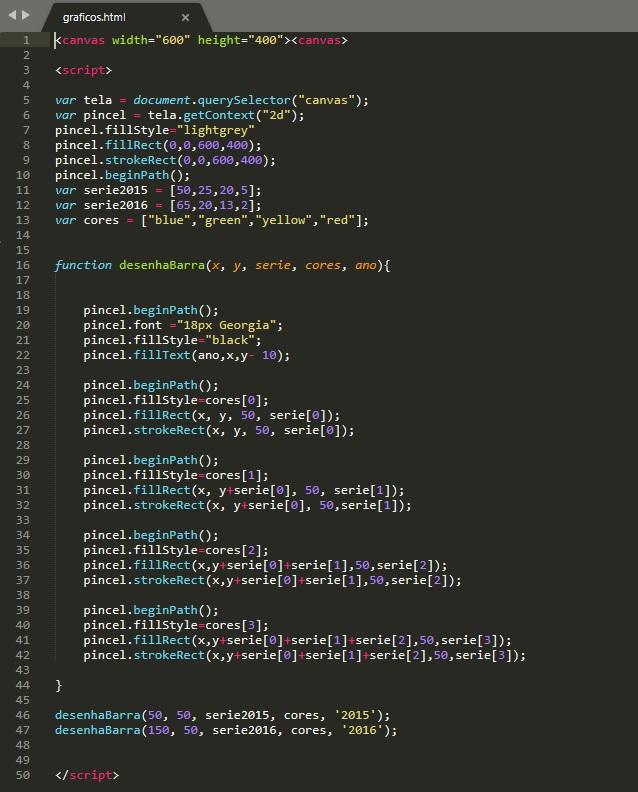 graficos.html ×
1 <canvas width="600" height="400"><canvas>
2
3 <script>
4
5 var tela = document.querySelector("canvas");
6 var pincel = tela.getContext("2d");
7 pincel.fillStyle="lightgrey"
8 pincel.fillRect(0,0,600,400);
9 pincel.strokeRect(0,0,600,400);
10 pincel.beginPath();
11 var serie2015 = [50,25,20,5];
12 var serie2016 = [65,20,13,2];
13 var cores = ["blue","green","yellow","red"];
14
15
16 function desenhaBarra(x, y, serie, cores, ano){
17
18
19 pincel.beginPath();
20 pincel.font ="18px Georgia";
21 pincel.fillStyle="black";
22 pincel.fillText(ano,x,y- 10);
23
24 pincel.beginPath();
25 pincel.fillStyle=cores[0];
26 pincel.fillRect(x, y, 50, serie[0]);
27 pincel.strokeRect(x, y, 50, serie[0]);
28
29 pincel.beginPath();
30 pincel.fillStyle=cores[1];
31 pincel.fillRect(x, y+serie[0], 50, serie[1]);
32 pincel.strokeRect(x, y+serie[0], 50,serie[1]);
33
34 pincel.beginPath();
35 pincel.fillStyle=cores[2];
36 pincel.fillRect(x,y+serie[0]+serie[1],50,serie[2]);
37 pincel.strokeRect(x,y+serie[0]+serie[1],50,serie[2]);
38
39 pincel.beginPath();
40 pincel.fillStyle=cores[3];
41 pincel.fillRect(x,y+serie[0]+serie[1]+serie[2],50,serie[3]);
42 pincel.strokeRect(x,y+serie[0]+serie[1]+serie[2],50,serie[3]);
43
44 }
45
46 desenhaBarra(50, 50, serie2015, cores, '2015');
47 desenhaBarra(150, 50, serie2016, cores, '2016');
48
49
50 </script>